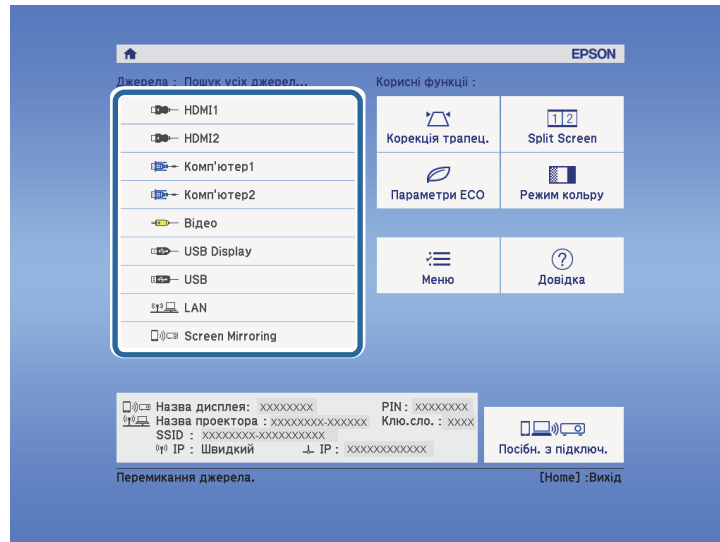 EPSON
Джерела : Пошук усіх джерел...
Корисні функції :
HDMI1
HDMI2
Комп'ютер1
Комп'ютер2
Відео
USB Display
USB
LAN
Screen Mirroring
Корекція трапец.
1 2
Split Screen
Параметри ECO
Режим кольру
Меню
?
Довідка
Назва дисплея: XXXXXXXX PIN : XXXXXXXX
Назва проектора : XXXXXXXX-XXXXXX Клю.сло. : XXXX
SSID : XXXXXXXX-XXXXXXXXXX
IP : Швидкий IP : XXXXXXXXXXXX
Посібн. з підключ.
Перемикання джерела. [Home] :Вихід